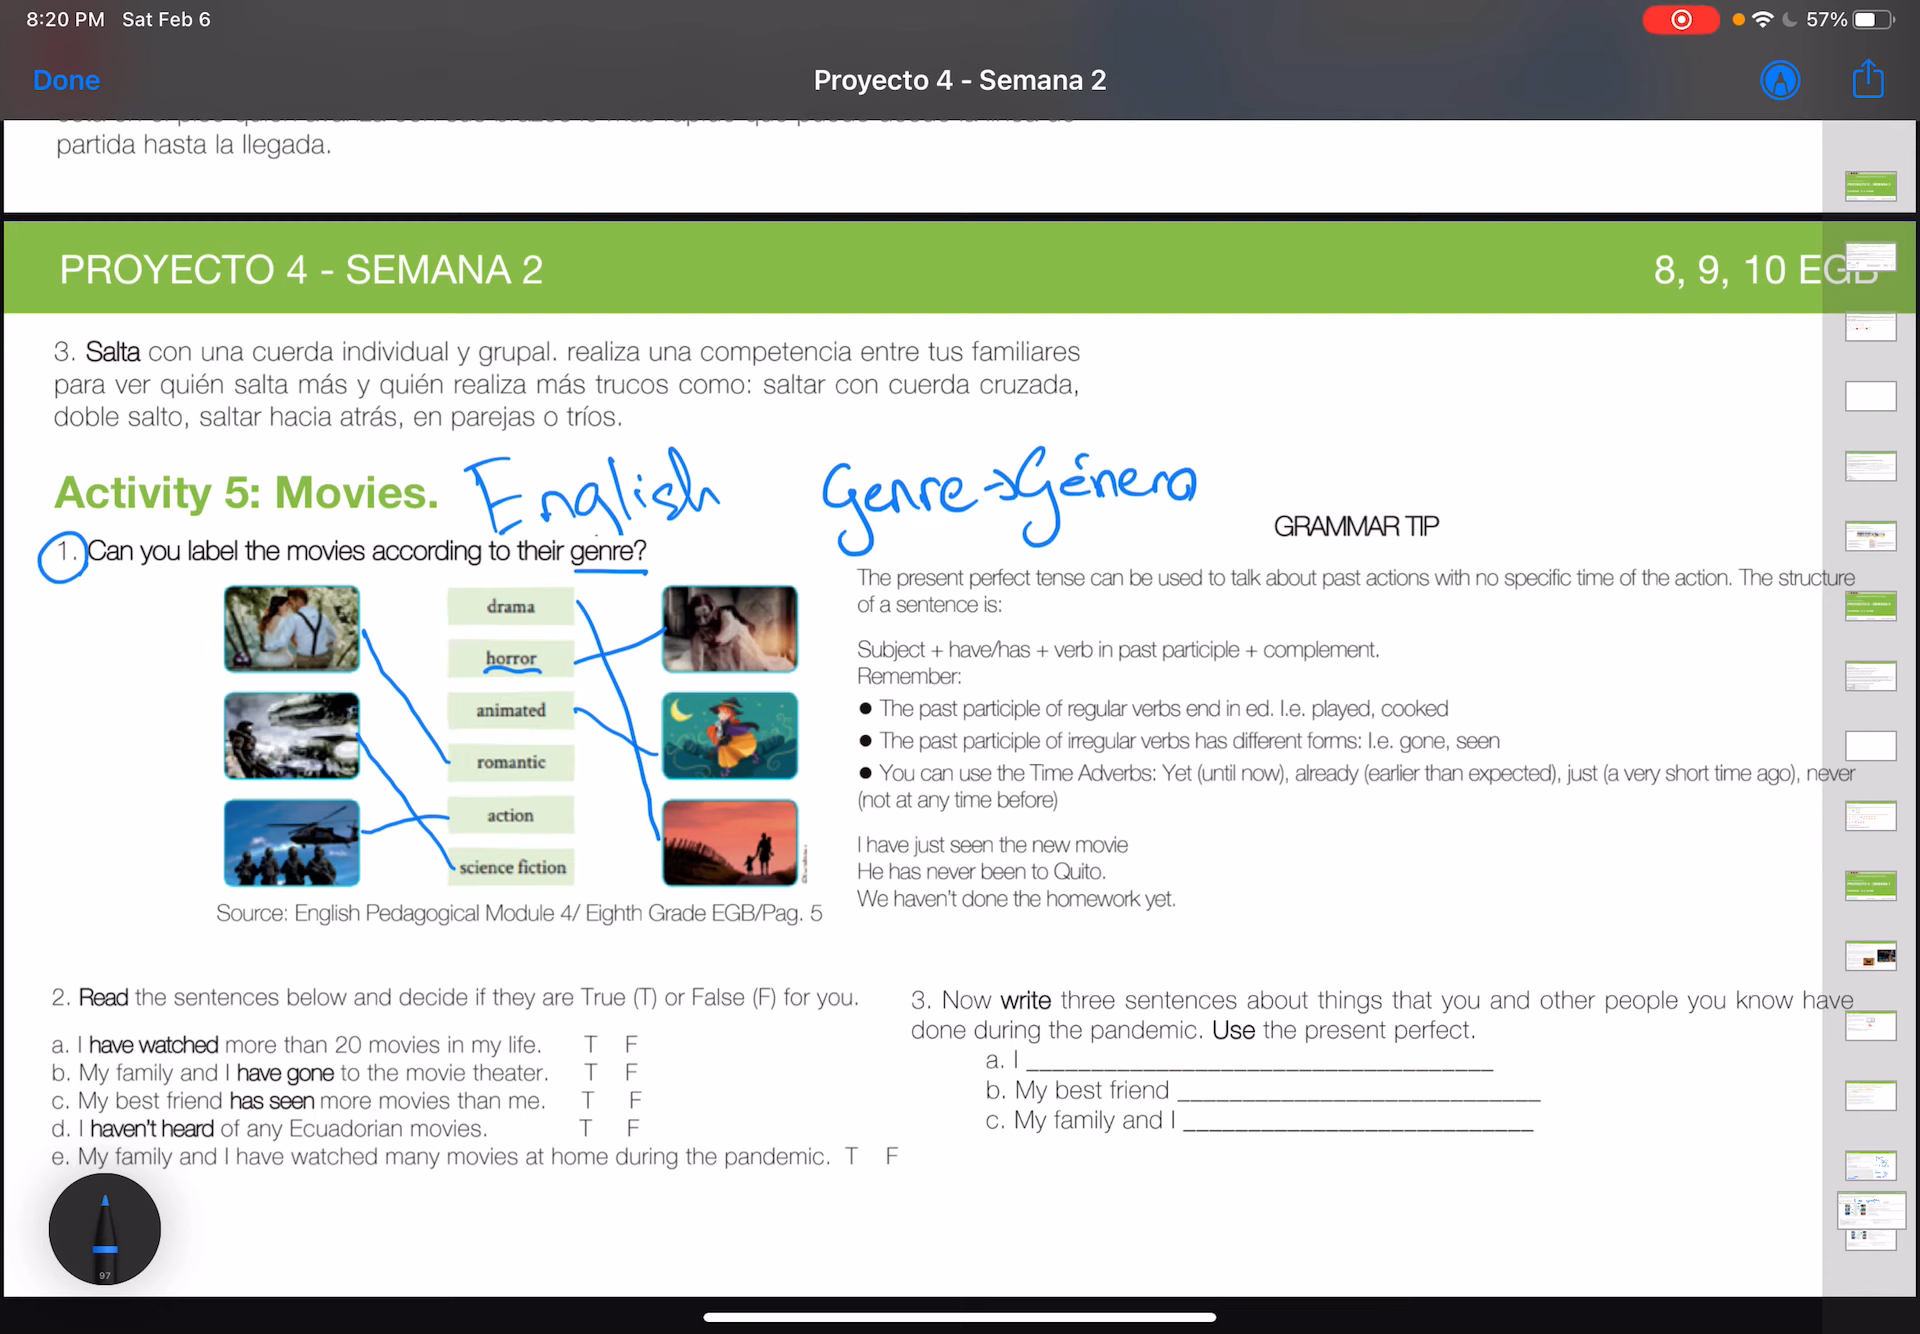 8:20 PM Sat Feb 6
57%
Done
Proyecto 4 - Semana 2
partida hasta la llegada.
PROYECTO 4 - SEMANA 2
8, 9, 10 EGB
3. Salta con una cuerda individual y grupal. realiza una competencia entre tus familiares
para ver quién salta más y quién realiza más trucos como: saltar con cuerda cruzada,
doble salto, saltar hacia atrás, en parejas o tríos.
Activity 5: Movies.
English
Genre→Género
1. Can you label the movies according to their genre?
drama
horror
animated
romantic
action
science fiction
Source: English Pedagogical Module 4/ Eighth Grade EGB/Pag. 5
GRAMMAR TIP
The present perfect tense can be used to talk about past actions with no specific time of the action. The structure
of a sentence is:
Subject + have/has + verb in past participle + complement.
Remember:
● The past participle of regular verbs end in ed. I.e. played, cooked
● The past participle of irregular verbs has different forms: I.e. gone, seen
● You can use the Time Adverbs: Yet (until now), already (earlier than expected), just (a very short time ago), never
(not at any time before)
I have just seen the new movie
He has never been to Quito.
We haven't done the homework yet.
2. Read the sentences below and decide if they are True (T) or False (F) for you.
a. I have watched more than 20 movies in my life. T F
b. My family and I have gone to the movie theater. T F
c. My best friend has seen more movies than me. T F
d. I haven't heard of any Ecuadorian movies. T F
e. My family and I have watched many movies at home during the pandemic. T F
3. Now write three sentences about things that you and other people you know have
done during the pandemic. Use the present perfect.
a. I ____________________________________
b. My best friend ____________________________
c. My family and I ___________________________
97